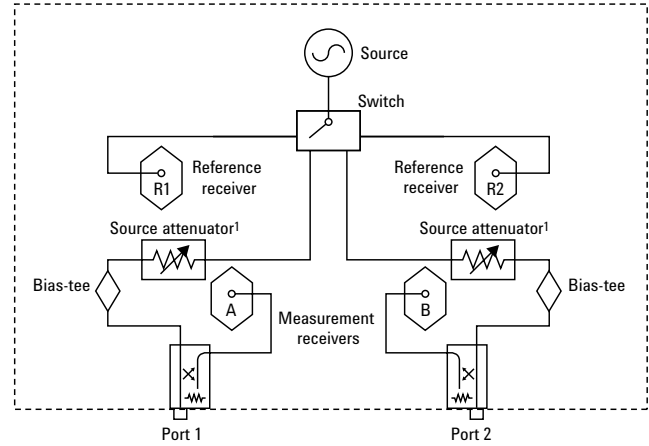 Source
Switch
Reference
receiver
R1
Reference
receiver
R2
Source attenuator¹
Source attenuator¹
Bias-tee
A
Measurement
receivers
B
Bias-tee
Port 1
Port 2